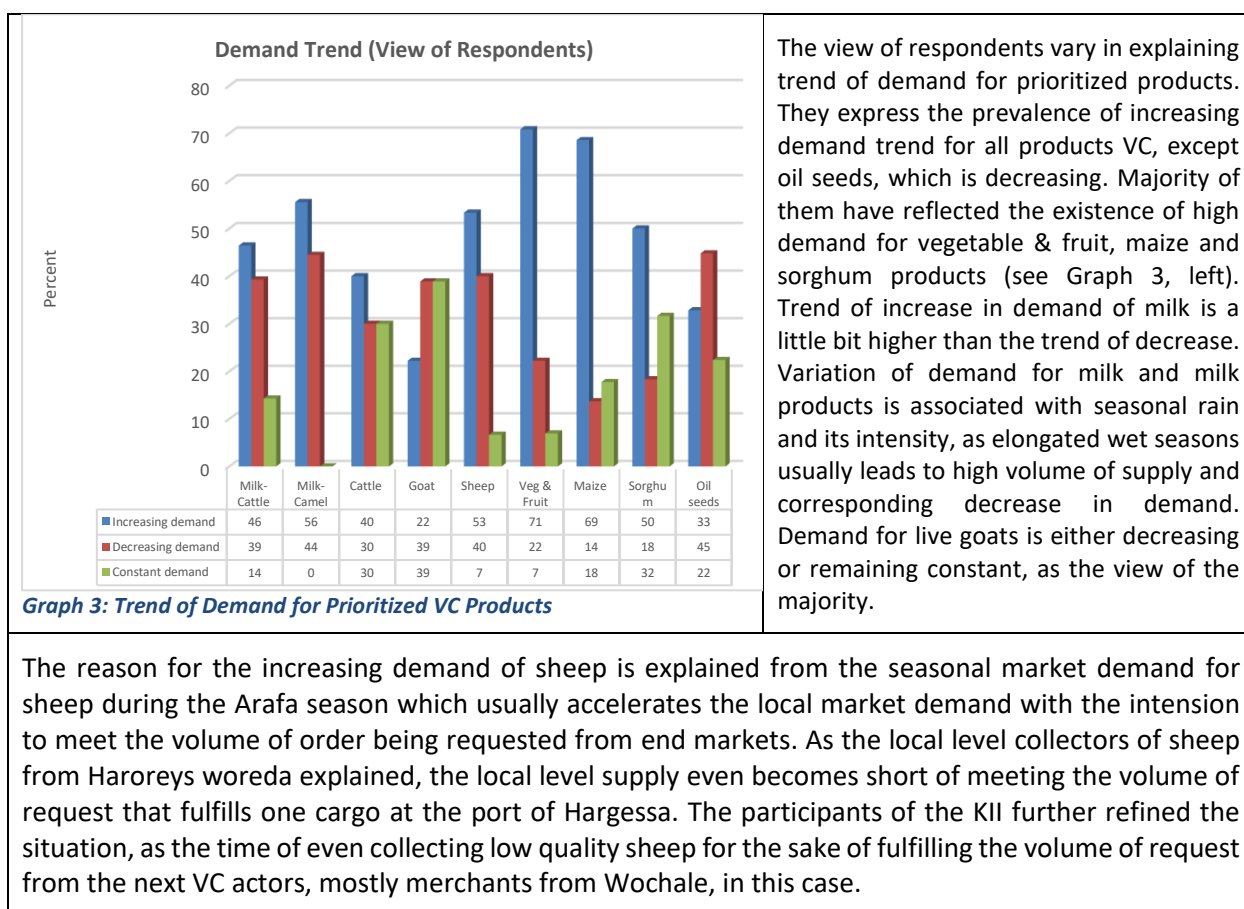 Demand Trend (View of Respondents)
80
70
60
50
40
30
20
10
0
Percent
Milk-
Cattle
Milk-
Camel
Cattle
Goat
Sheep
Veg &
Fruit
Maize
Sorghu
m
Oil
seeds
Increasing demand 46 56 40 22 53 71 69 50 33
Decreasing demand 39 44 30 39 40 22 14 18 45
Constant demand 14 0 30 39 7 7 18 32 22
Graph 3: Trend of Demand for Prioritized VC Products
The view of respondents vary in explaining
trend of demand for prioritized products.
They express the prevalence of increasing
demand trend for all products VC, except
oil seeds, which is decreasing. Majority of
them have reflected the existence of high
demand for vegetable & fruit, maize and
sorghum products (see Graph 3, left).
Trend of increase in demand of milk is a
little bit higher than the trend of decrease.
Variation of demand for milk and milk
products is associated with seasonal rain
and its intensity, as elongated wet seasons
usually leads to high volume of supply and
corresponding decrease in demand.
Demand for live goats is either decreasing
or remaining constant, as the view of the
majority.
The reason for the increasing demand of sheep is explained from the seasonal market demand for
sheep during the Arafa season which usually accelerates the local market demand with the intension
to meet the volume of order being requested from end markets. As the local level collectors of sheep
from Haroreys woreda explained, the local level supply even becomes short of meeting the volume of
request that fulfills one cargo at the port of Hargessa. The participants of the KII further refined the
situation, as the time of even collecting low quality sheep for the sake of fulfilling the volume of request
from the next VC actors, mostly merchants from Wochale, in this case.